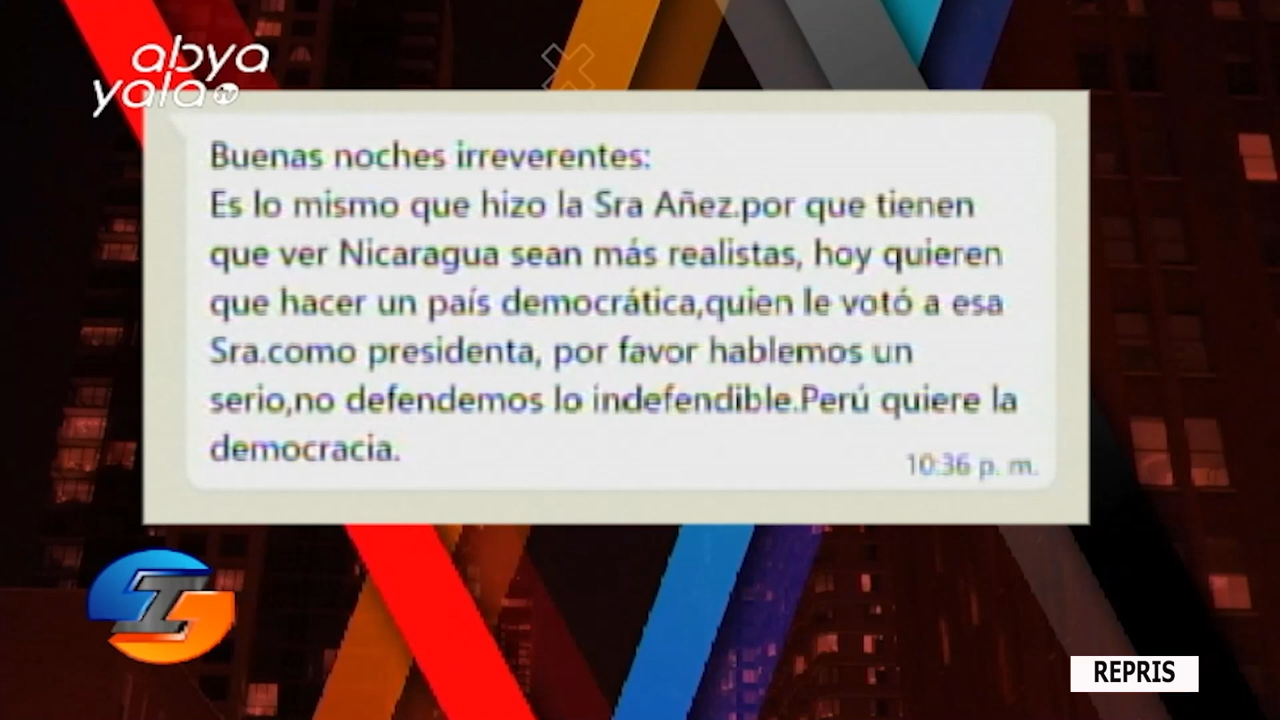 abya
yala tv
Buenas noches irreverentes:
Es lo mismo que hizo la Sra Añez.por que tienen
que ver Nicaragua sean más realistas, hoy quieren
que hacer un país democrática,quien le votó a esa
Sra.como presidenta, por favor hablemos un
serio,no defendemos lo indefendible.Perú quiere la
democracia.
10:36 p. m.
REPRIS